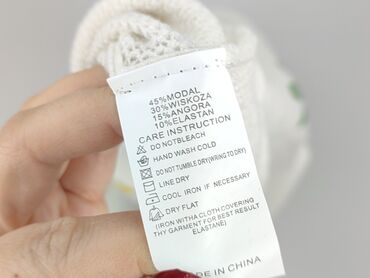 45%MODAL
30%WISKOZA
15%ANGORA
10%ELASTAN
CARE INSTRUCTION
DO NOTBLEACH
HAND WASH COLD
DO NOT TUMBLE DRY(WRING TO DRY)
LINE DRY
COOL IRON IF NECESSARY
DRY FLAT
(IRON WITH A CLOTH COVERING
THY GARMENT FOR BEST RESULT
ELASTANE)
DE IN CHINA